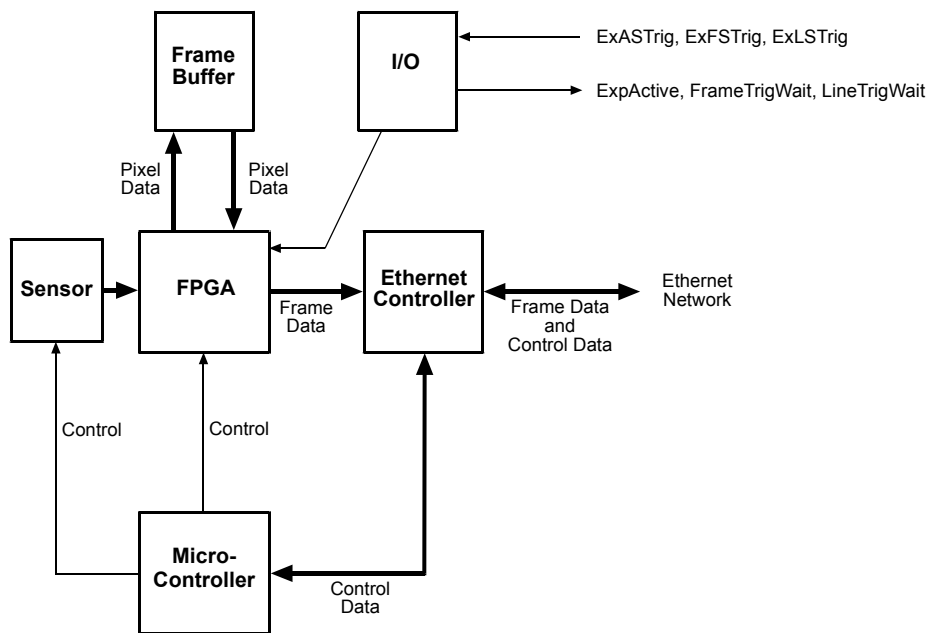 Frame
Buffer
I/O
ExASTrig, ExFSTrig, ExLSTrig
ExpActive, FrameTrigWait, LineTrigWait
Pixel
Data
Pixel
Data
Sensor
FPGA
Frame
Data
Ethernet
Controller
Frame Data
and
Control Data
Ethernet
Network
Control
Control
Micro-
Controller
Control
Data